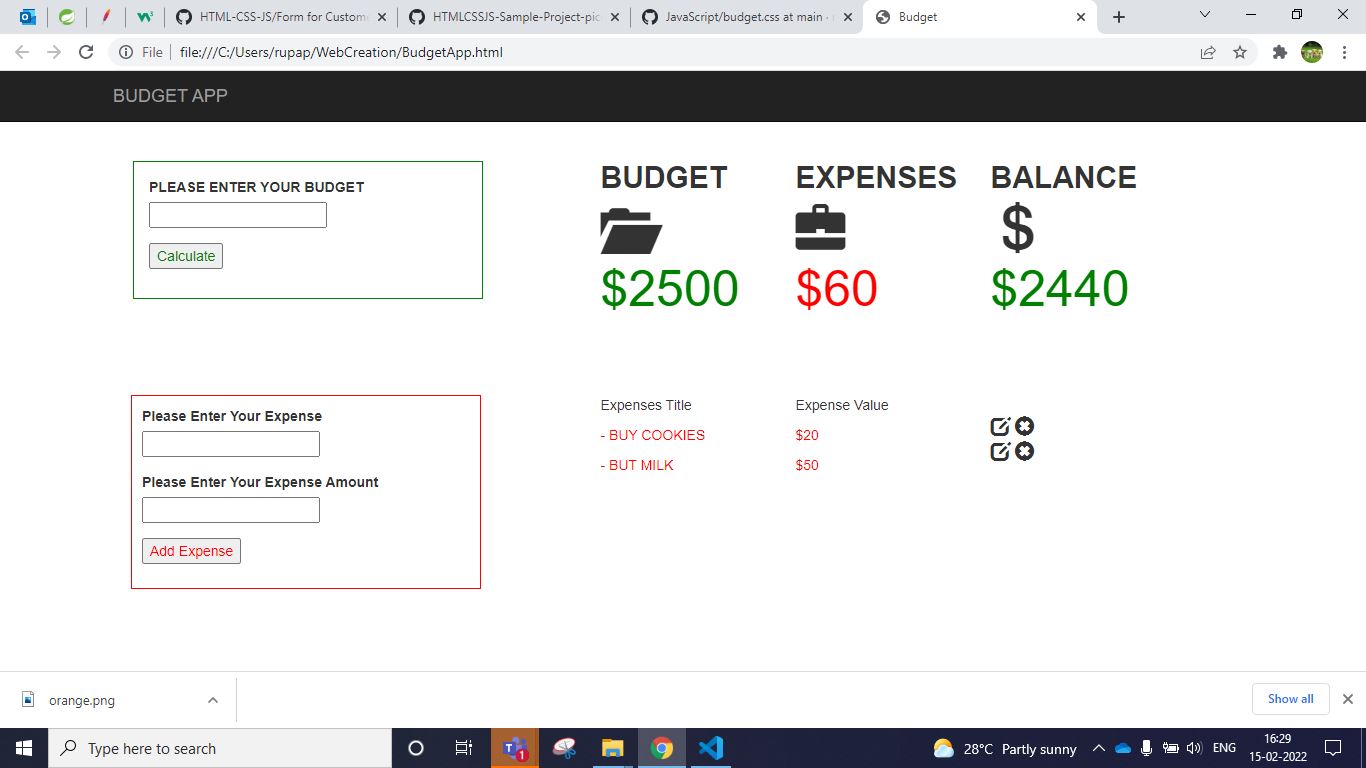 HTML-CSS-JS/Form for Custome
HTMLCSSJS-Sample-Project-pic
JavaScript/budget.css at main ·
Budget
File
file:///C:/Users/rupap/WebCreation/BudgetApp.html
BUDGET APP
PLEASE ENTER YOUR BUDGET
Calculate
BUDGET
EXPENSES
BALANCE
$
$2500
$60
$2440
Please Enter Your Expense
Please Enter Your Expense Amount
Add Expense
Expenses Title
Expense Value
- BUY COOKIES
$20
- BUT MILK
$50
orange.png
Show all
Type here to search
1
28°C Partly sunny
ENG
16:29
15-02-2022